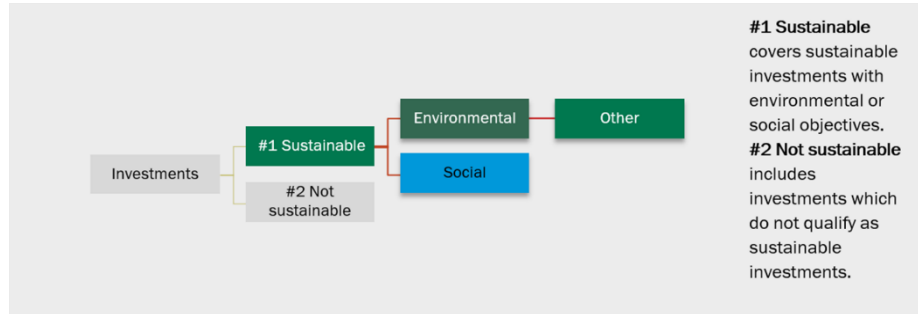 Investments
#1 Sustainable
#2 Not
sustainable
Environmental
Social
Other
#1 Sustainable
covers sustainable
investments with
environmental or
social objectives.
#2 Not sustainable
includes
investments which
do not qualify as
sustainable
investments.